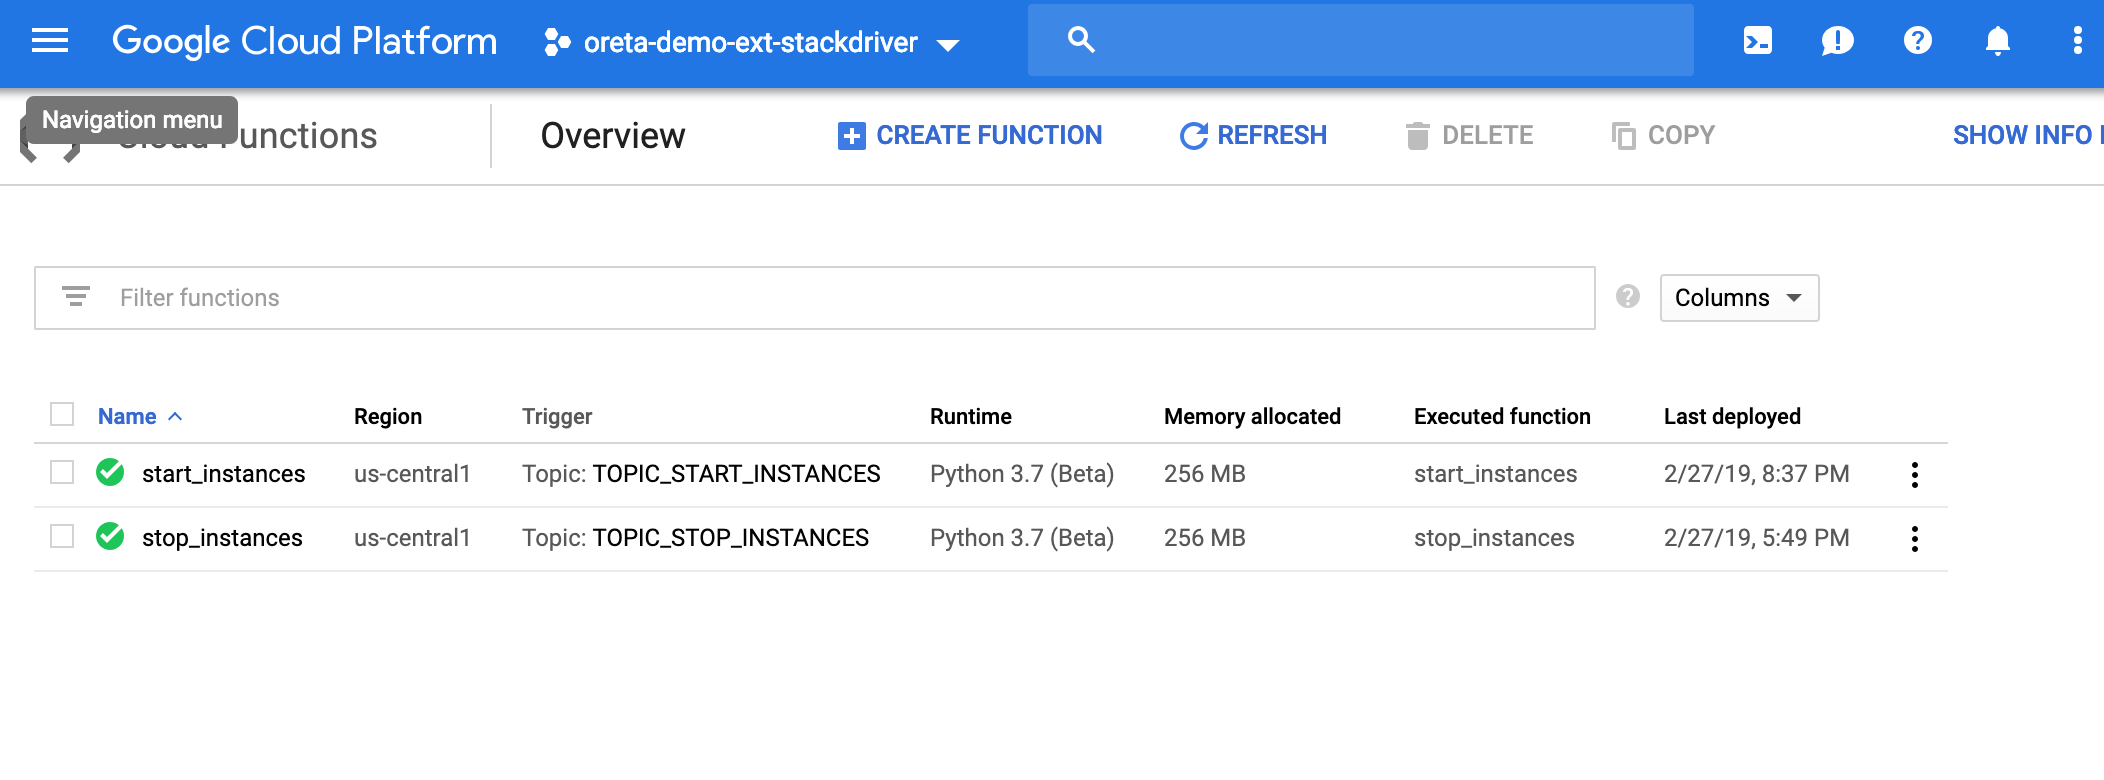 Google Cloud Platform oreta-demo-ext-stackdriver
Navigation menu
Functions Overview CREATE FUNCTION REFRESH DELETE COPY SHOW INFO
Filter functions Columns
Name Region Trigger Runtime Memory allocated Executed function Last deployed
start_instances us-central1 Topic: TOPIC_START_INSTANCES Python 3.7 (Beta) 256 MB start_instances 2/27/19, 8:37 PM
stop_instances us-central1 Topic: TOPIC_STOP_INSTANCES Python 3.7 (Beta) 256 MB stop_instances 2/27/19, 5:49 PM